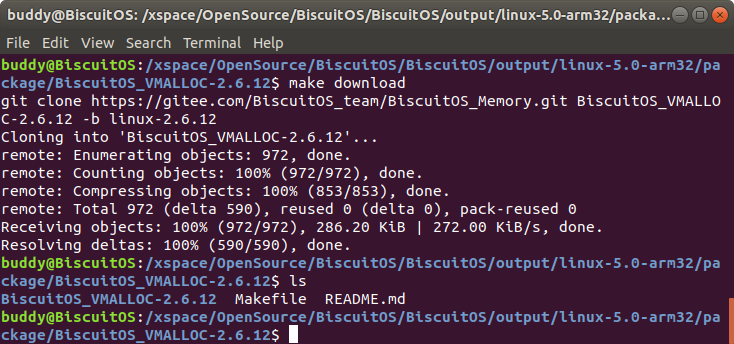 buddy@BiscuitOS: /xspace/OpenSource/BiscuitOS/BiscuitOS/output/linux-5.0-arm32/packa...
File Edit View Search Terminal Help
buddy@BiscuitOS:/xspace/OpenSource/BiscuitOS/BiscuitOS/output/linux-5.0-arm32/pa
ckage/BiscuitOS_VMALLOC-2.6.12$ make download
git clone https://gitee.com/BiscuitOS_team/BiscuitOS_Memory.git BiscuitOS_VMALLO
C-2.6.12 -b linux-2.6.12
Cloning into 'BiscuitOS_VMALLOC-2.6.12'...
remote: Enumerating objects: 972, done.
remote: Counting objects: 100% (972/972), done.
remote: Compressing objects: 100% (853/853), done.
remote: Total 972 (delta 590), reused 0 (delta 0), pack-reused 0
Receiving objects: 100% (972/972), 286.20 KiB | 272.00 KiB/s, done.
Resolving deltas: 100% (590/590), done.
buddy@BiscuitOS:/xspace/OpenSource/BiscuitOS/BiscuitOS/output/linux-5.0-arm32/pa
ckage/BiscuitOS_VMALLOC-2.6.12$ ls
BiscuitOS_VMALLOC-2.6.12  Makefile  README.md
buddy@BiscuitOS:/xspace/OpenSource/BiscuitOS/BiscuitOS/output/linux-5.0-arm32/pa
ckage/BiscuitOS_VMALLOC-2.6.12$